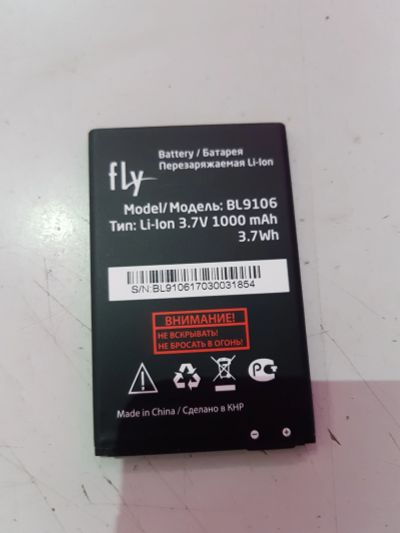 fly
Battery / Батарея
Перезаряжаемая Li-Ion
Model/ Модель: BL9106
Тип: Li-Ion 3.7V 1000 mAh
3.7Wh
S/N:BL910617030031854
ВНИМАНИЕ!
НЕ ВСКРЫВАТЬ!
НЕ БРОСАТЬ В ОГОНЬ!
Made in China / Сделано в КНР